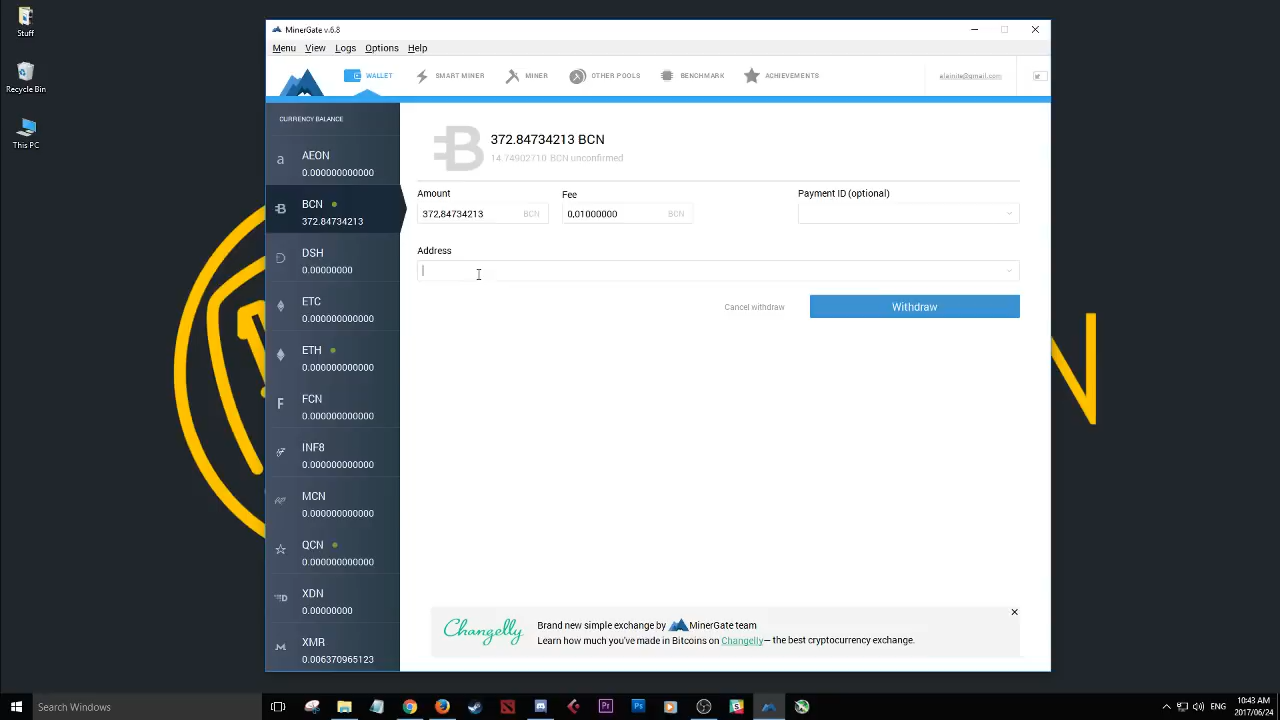 Stuff
Recycle Bin
This PC
MinerGate v.6.8
Menu View Logs Options Help
WALLET SMART MINER MINER OTHER POOLS BENCHMARK ACHIEVEMENTS
CURRENCY BALANCE
AEON
0.000000000000
BCN
372.84734213
DSH
0.00000000
ETC
0.000000000000
ETH
0.000000000000
FCN
0.000000000000
INF8
0.000000000000
MCN
0.000000000000
QCN
0.000000000000
XDN
0.00000000
XMR
0.006370965123
372.84734213 BCN
14.74902710 BCN unconfirmed
Amount Fee Payment ID (optional)
372,84734213 BCN 0,01000000 BCN
Address
Cancel withdraw Withdraw
Changelly
Brand new simple exchange by MinerGate team
Learn how much you've made in Bitcoins on Changelly — the best cryptocurrency exchange.
Search Windows
ENG
10:43 AM
2017/06/24